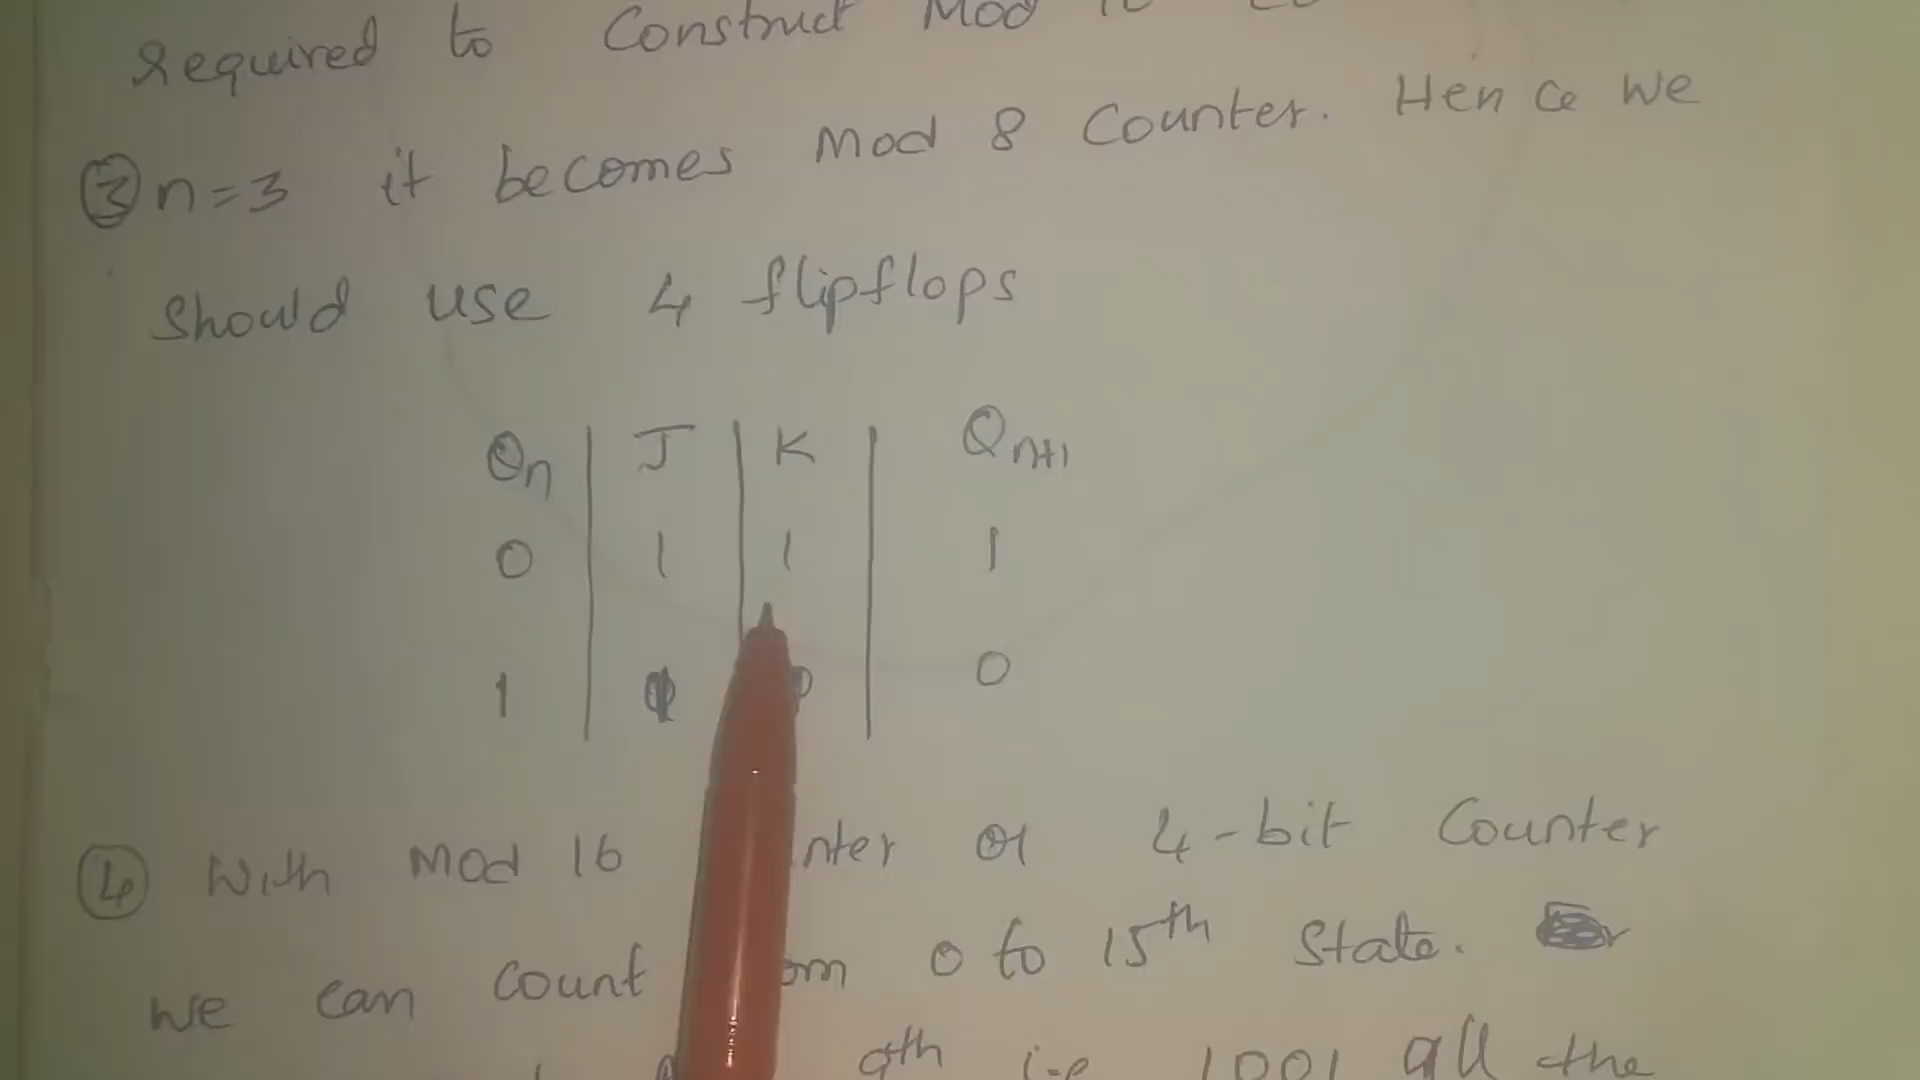 required to Construct Mod
③ n=3 it becomes Mod 8 Counter. Hence we
should use 4 flipflops
Qn J K Qn+1
0 1 1 1
1 0
④ With Mod 16 or 4-bit Counter
we can count 0 to 15th State.
9th i.e 1001 all the